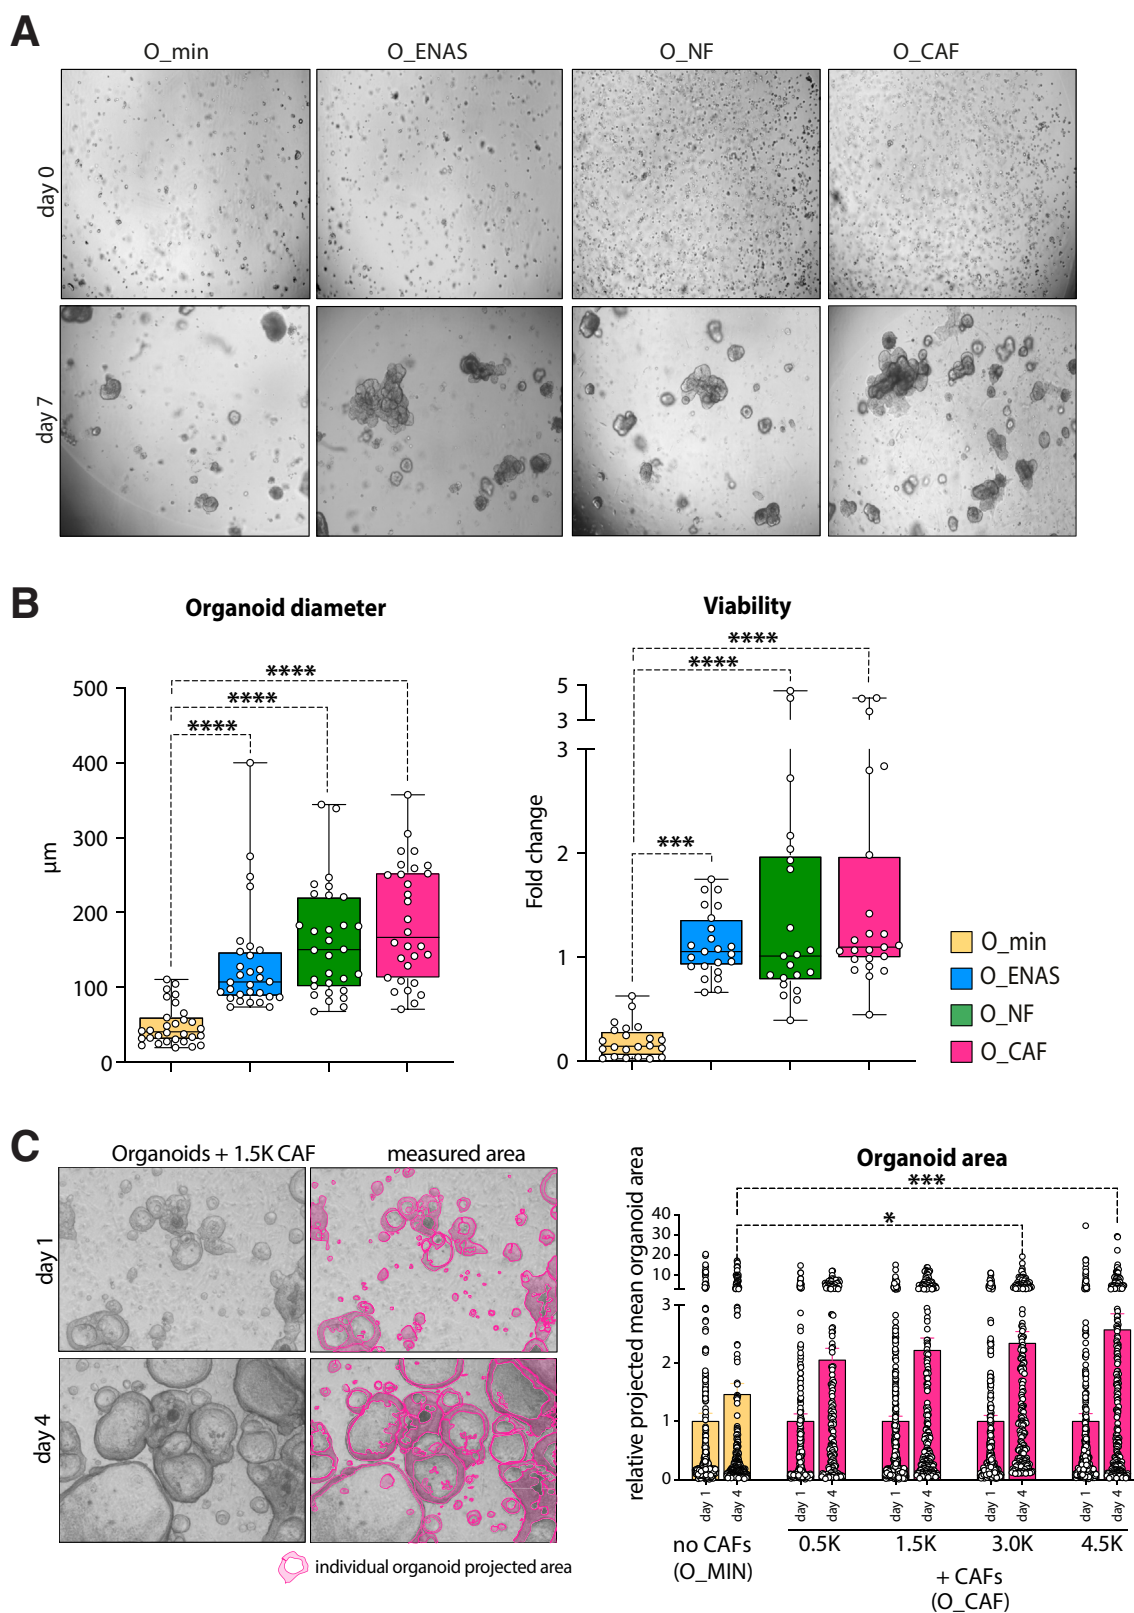 A
O_min
O_ENAS
O_NF
O_CAF
day 0
day 7
B
Organoid diameter
Viability
****
****
****
****
****
***
µm
500
400
300
200
100
0
Fold change
5
3
3
2
1
0
O_min
O_ENAS
O_NF
O_CAF
C
Organoids + 1.5K CAF
measured area
day 1
day 4
individual organoid projected area
Organoid area
***
*
relative projected mean organoid area
40
30
20
10
3
2
1
0
day 1
day 4
day 1
day 4
day 1
day 4
day 1
day 4
day 1
day 4
no CAFs
(O_MIN)
0.5K
1.5K
3.0K
4.5K
+ CAFs
(O_CAF)